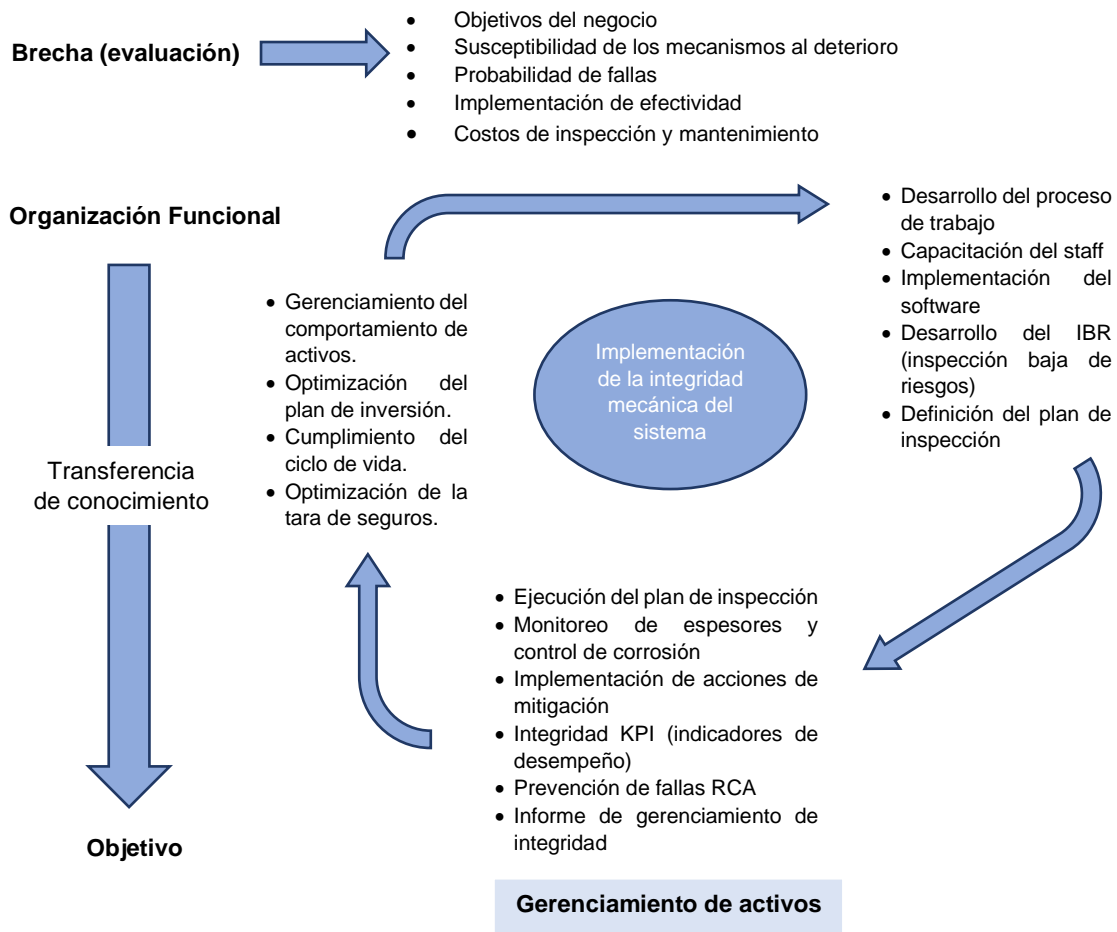 Brecha (evaluación)
• Objetivos del negocio
• Susceptibilidad de los mecanismos al deterioro
• Probabilidad de fallas
• Implementación de efectividad
• Costos de inspección y mantenimiento
Organización Funcional
Transferencia
de conocimiento
Objetivo
• Gerenciamiento del
comportamiento de
activos.
• Optimización del
plan de inversión.
• Cumplimiento del
ciclo de vida.
• Optimización de la
tara de seguros.
Implementación
de la integridad
mecánica del
sistema
• Desarrollo del proceso
de trabajo
• Capacitación del staff
• Implementación del
software
• Desarrollo del IBR
(inspección baja de
riesgos)
• Definición del plan de
inspección
• Ejecución del plan de inspección
• Monitoreo de espesores y
control de corrosión
• Implementación de acciones de
mitigación
• Integridad KPI (indicadores de
desempeño)
• Prevención de fallas RCA
• Informe de gerenciamiento de
integridad
Gerenciamiento de activos